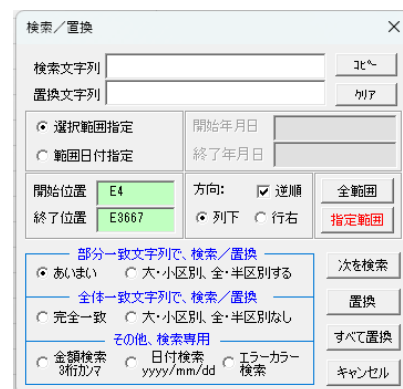 検索/置換
検索文字列
コピー
置換文字列
クリア
選択範囲指定
開始年月日
範囲日付指定
終了年月日
開始位置 E4
方向: 逆順
全範囲
終了位置 E3667
列下 行右
指定範囲
部分一致文字列で、検索/置換
あいまい 大・小区別、全・半区別する
次を検索
全体一致文字列で、検索/置換
完全一致 大・小区別、全・半区別なし
置換
その他、検索専用
金額検索 日付検索 エラーカラー
3桁カンマ yyyy/mm/dd 検索
すべて置換
キャンセル